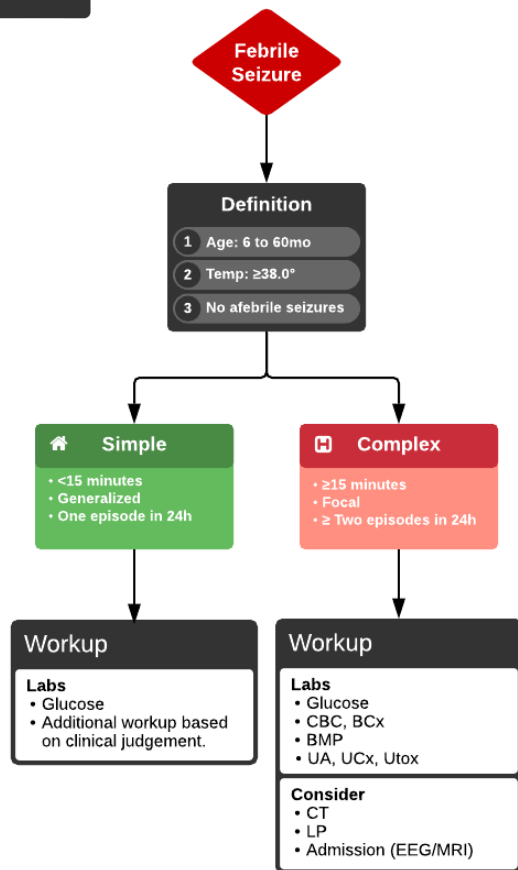 Febrile
Seizure
Definition
1 Age: 6 to 60mo
2 Temp: ≥38.0°
3 No afebrile seizures
Simple
• <15 minutes
• Generalized
• One episode in 24h
Complex
• ≥15 minutes
• Focal
• ≥ Two episodes in 24h
Workup
Labs
• Glucose
• Additional workup based
on clinical judgement.
Workup
Labs
• Glucose
• CBC, BCx
• BMP
• UA, UCx, Utox
Consider
• CT
• LP
• Admission (EEG/MRI)